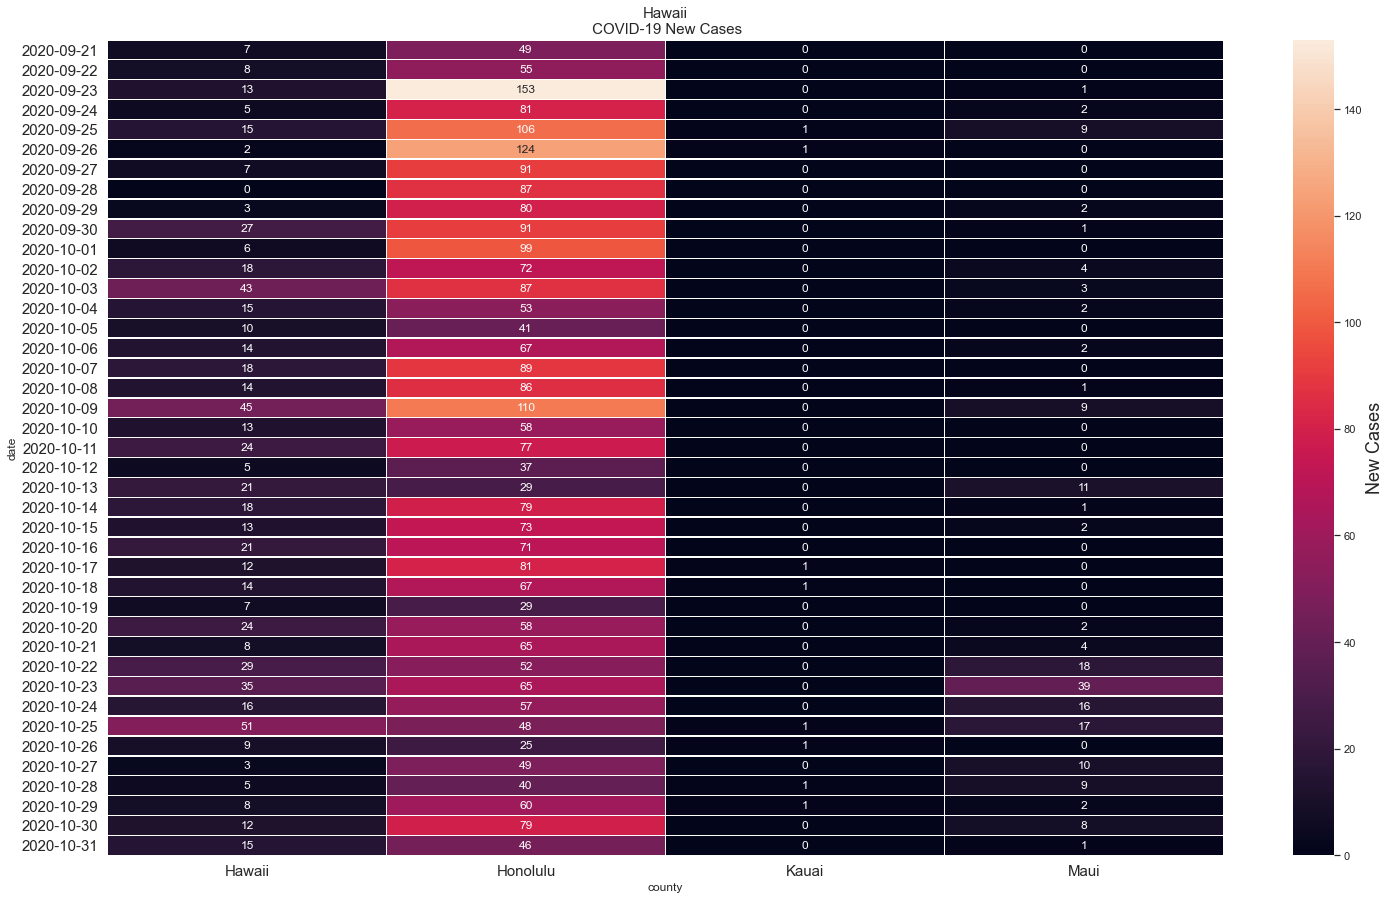 Hawaii
COVID-19 New Cases
2020-09-21 7 49 0 0
2020-09-22 8 55 0 0
2020-09-23 13 153 0 1
2020-09-24 5 81 0 2
2020-09-25 15 106 1 9
2020-09-26 2 124 1 0
2020-09-27 7 91 0 0
2020-09-28 0 87 0 0
2020-09-29 3 80 0 2
2020-09-30 27 91 0 1
2020-10-01 6 99 0 0
2020-10-02 18 72 0 4
2020-10-03 43 87 0 3
2020-10-04 15 53 0 2
2020-10-05 10 41 0 0
2020-10-06 14 67 0 2
2020-10-07 18 89 0 0
2020-10-08 14 86 0 1
2020-10-09 45 110 0 9
2020-10-10 13 58 0 0
2020-10-11 24 77 0 0
2020-10-12 5 37 0 0
2020-10-13 21 29 0 11
2020-10-14 18 79 0 1
2020-10-15 13 73 0 2
2020-10-16 21 71 0 0
2020-10-17 12 81 1 0
2020-10-18 14 67 1 0
2020-10-19 7 29 0 0
2020-10-20 24 58 0 2
2020-10-21 8 65 0 4
2020-10-22 29 52 0 18
2020-10-23 35 65 0 39
2020-10-24 16 57 0 16
2020-10-25 51 48 1 17
2020-10-26 9 25 1 0
2020-10-27 3 49 0 10
2020-10-28 5 40 1 9
2020-10-29 8 60 1 2
2020-10-30 12 79 0 8
2020-10-31 15 46 0 1
Hawaii Honolulu Kauai Maui
county
date
140
120
100
80
60
40
20
0
New Cases